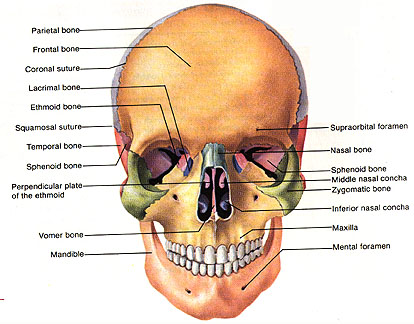 Parietal bone
Frontal bone
Coronal suture
Lacrimal bone
Ethmoid bone
Squamosal suture
Temporal bone
Sphenoid bone
Perpendicular plate
of the ethmoid
Vomer bone
Mandible
Supraorbital foramen
Nasal bone
Sphenoid bone
Middle nasal concha
Zygomatic bone
Inferior nasal concha
Maxilla
Mental foramen